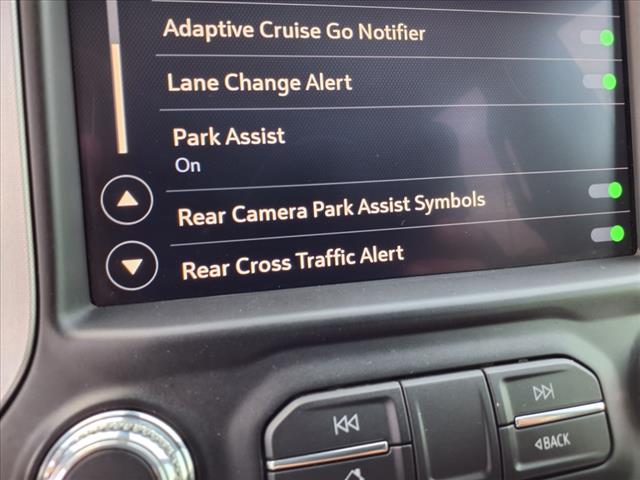 Adaptive Cruise Go Notifier
Lane Change Alert
Park Assist
On
Rear Camera Park Assist Symbols
Rear Cross Traffic Alert
BACK